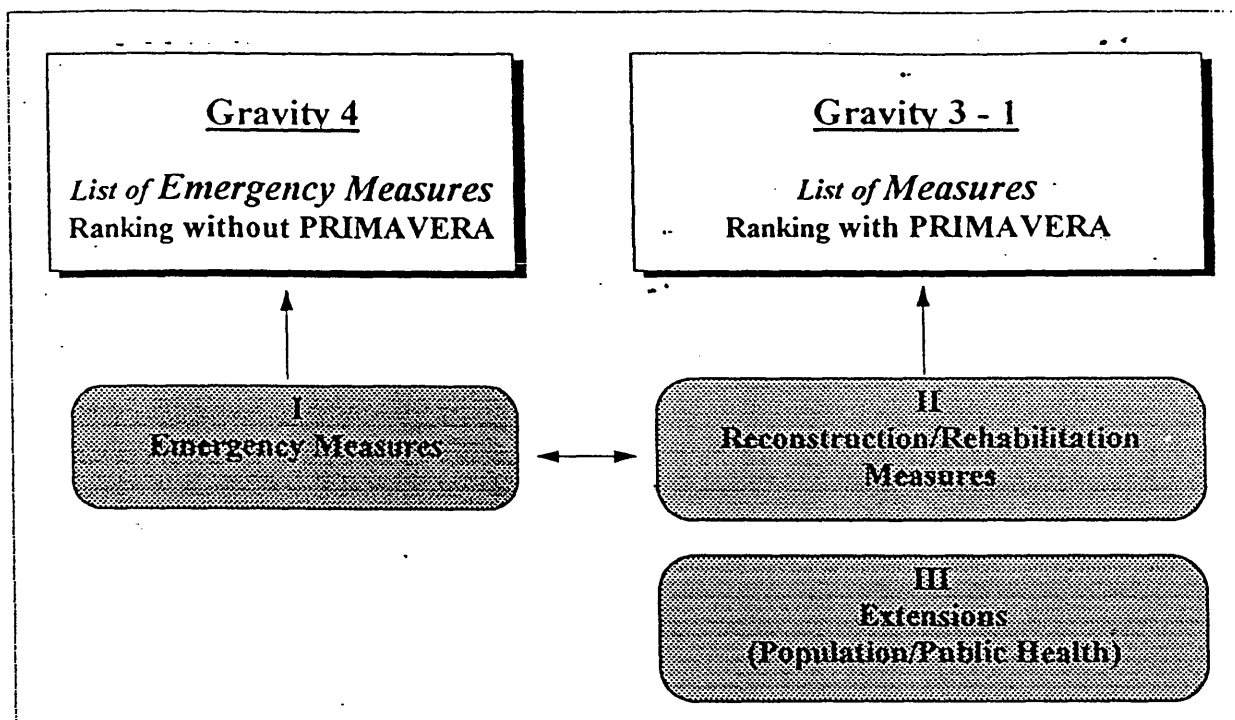 Gravity 4
List of Emergency Measures
Ranking without PRIMAVERA
Gravity 3 - 1
List of Measures
Ranking with PRIMAVERA
I
Emergency Measures
II
Reconstruction/Rehabilitation
Measures
III
Extensions
(Population/Public Health)